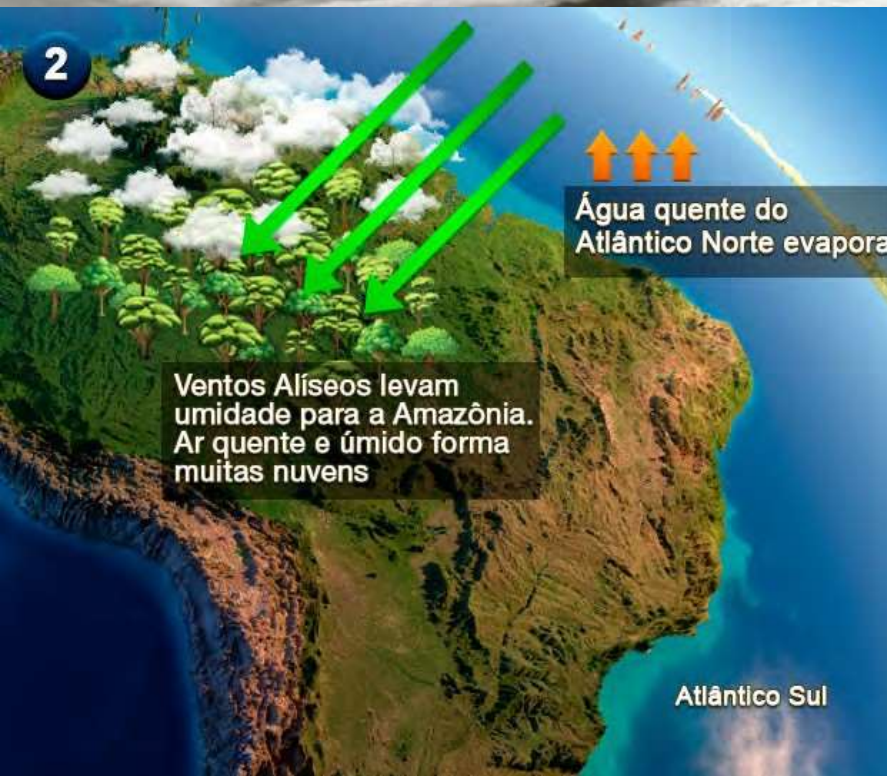 2
Água quente do
Atlântico Norte evapora
Ventos Alíseos levam
umidade para a Amazônia.
Ar quente e úmido forma
muitas nuvens
Atlântico Sul